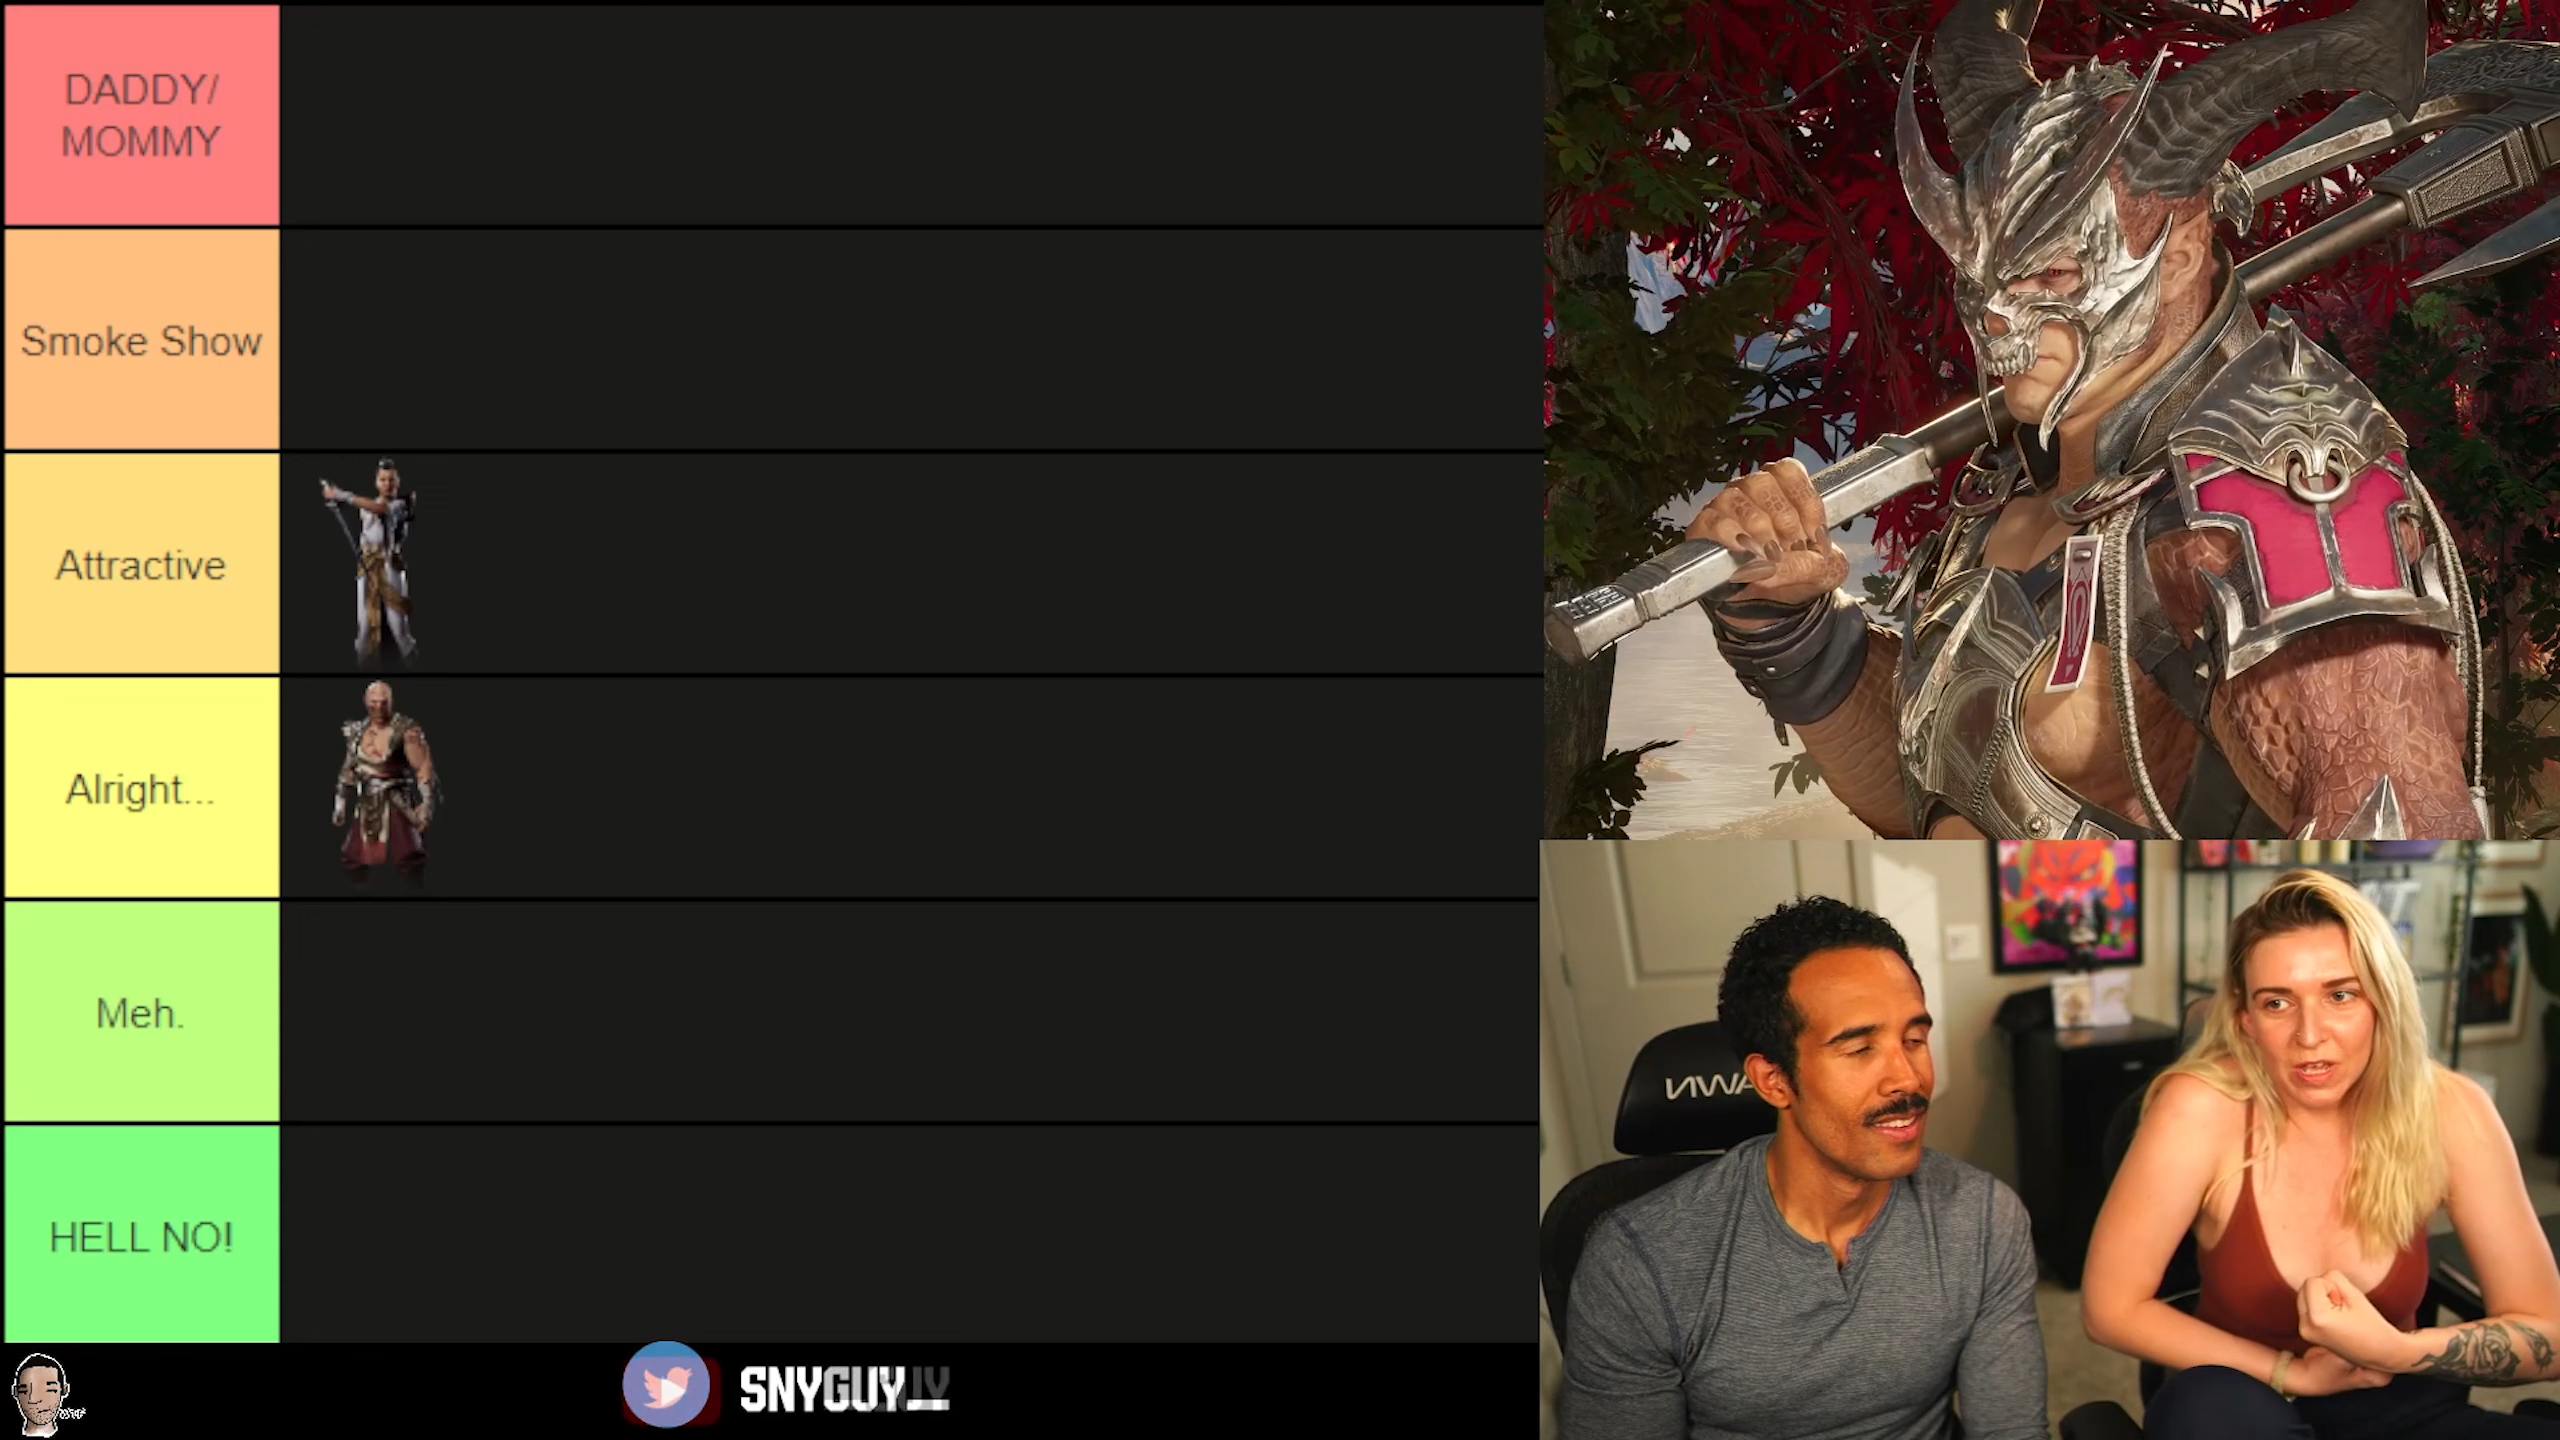 DADDY/
MOMMY
Smoke Show
Attractive
Alright...
Meh.
HELL NO!
SNYGUY